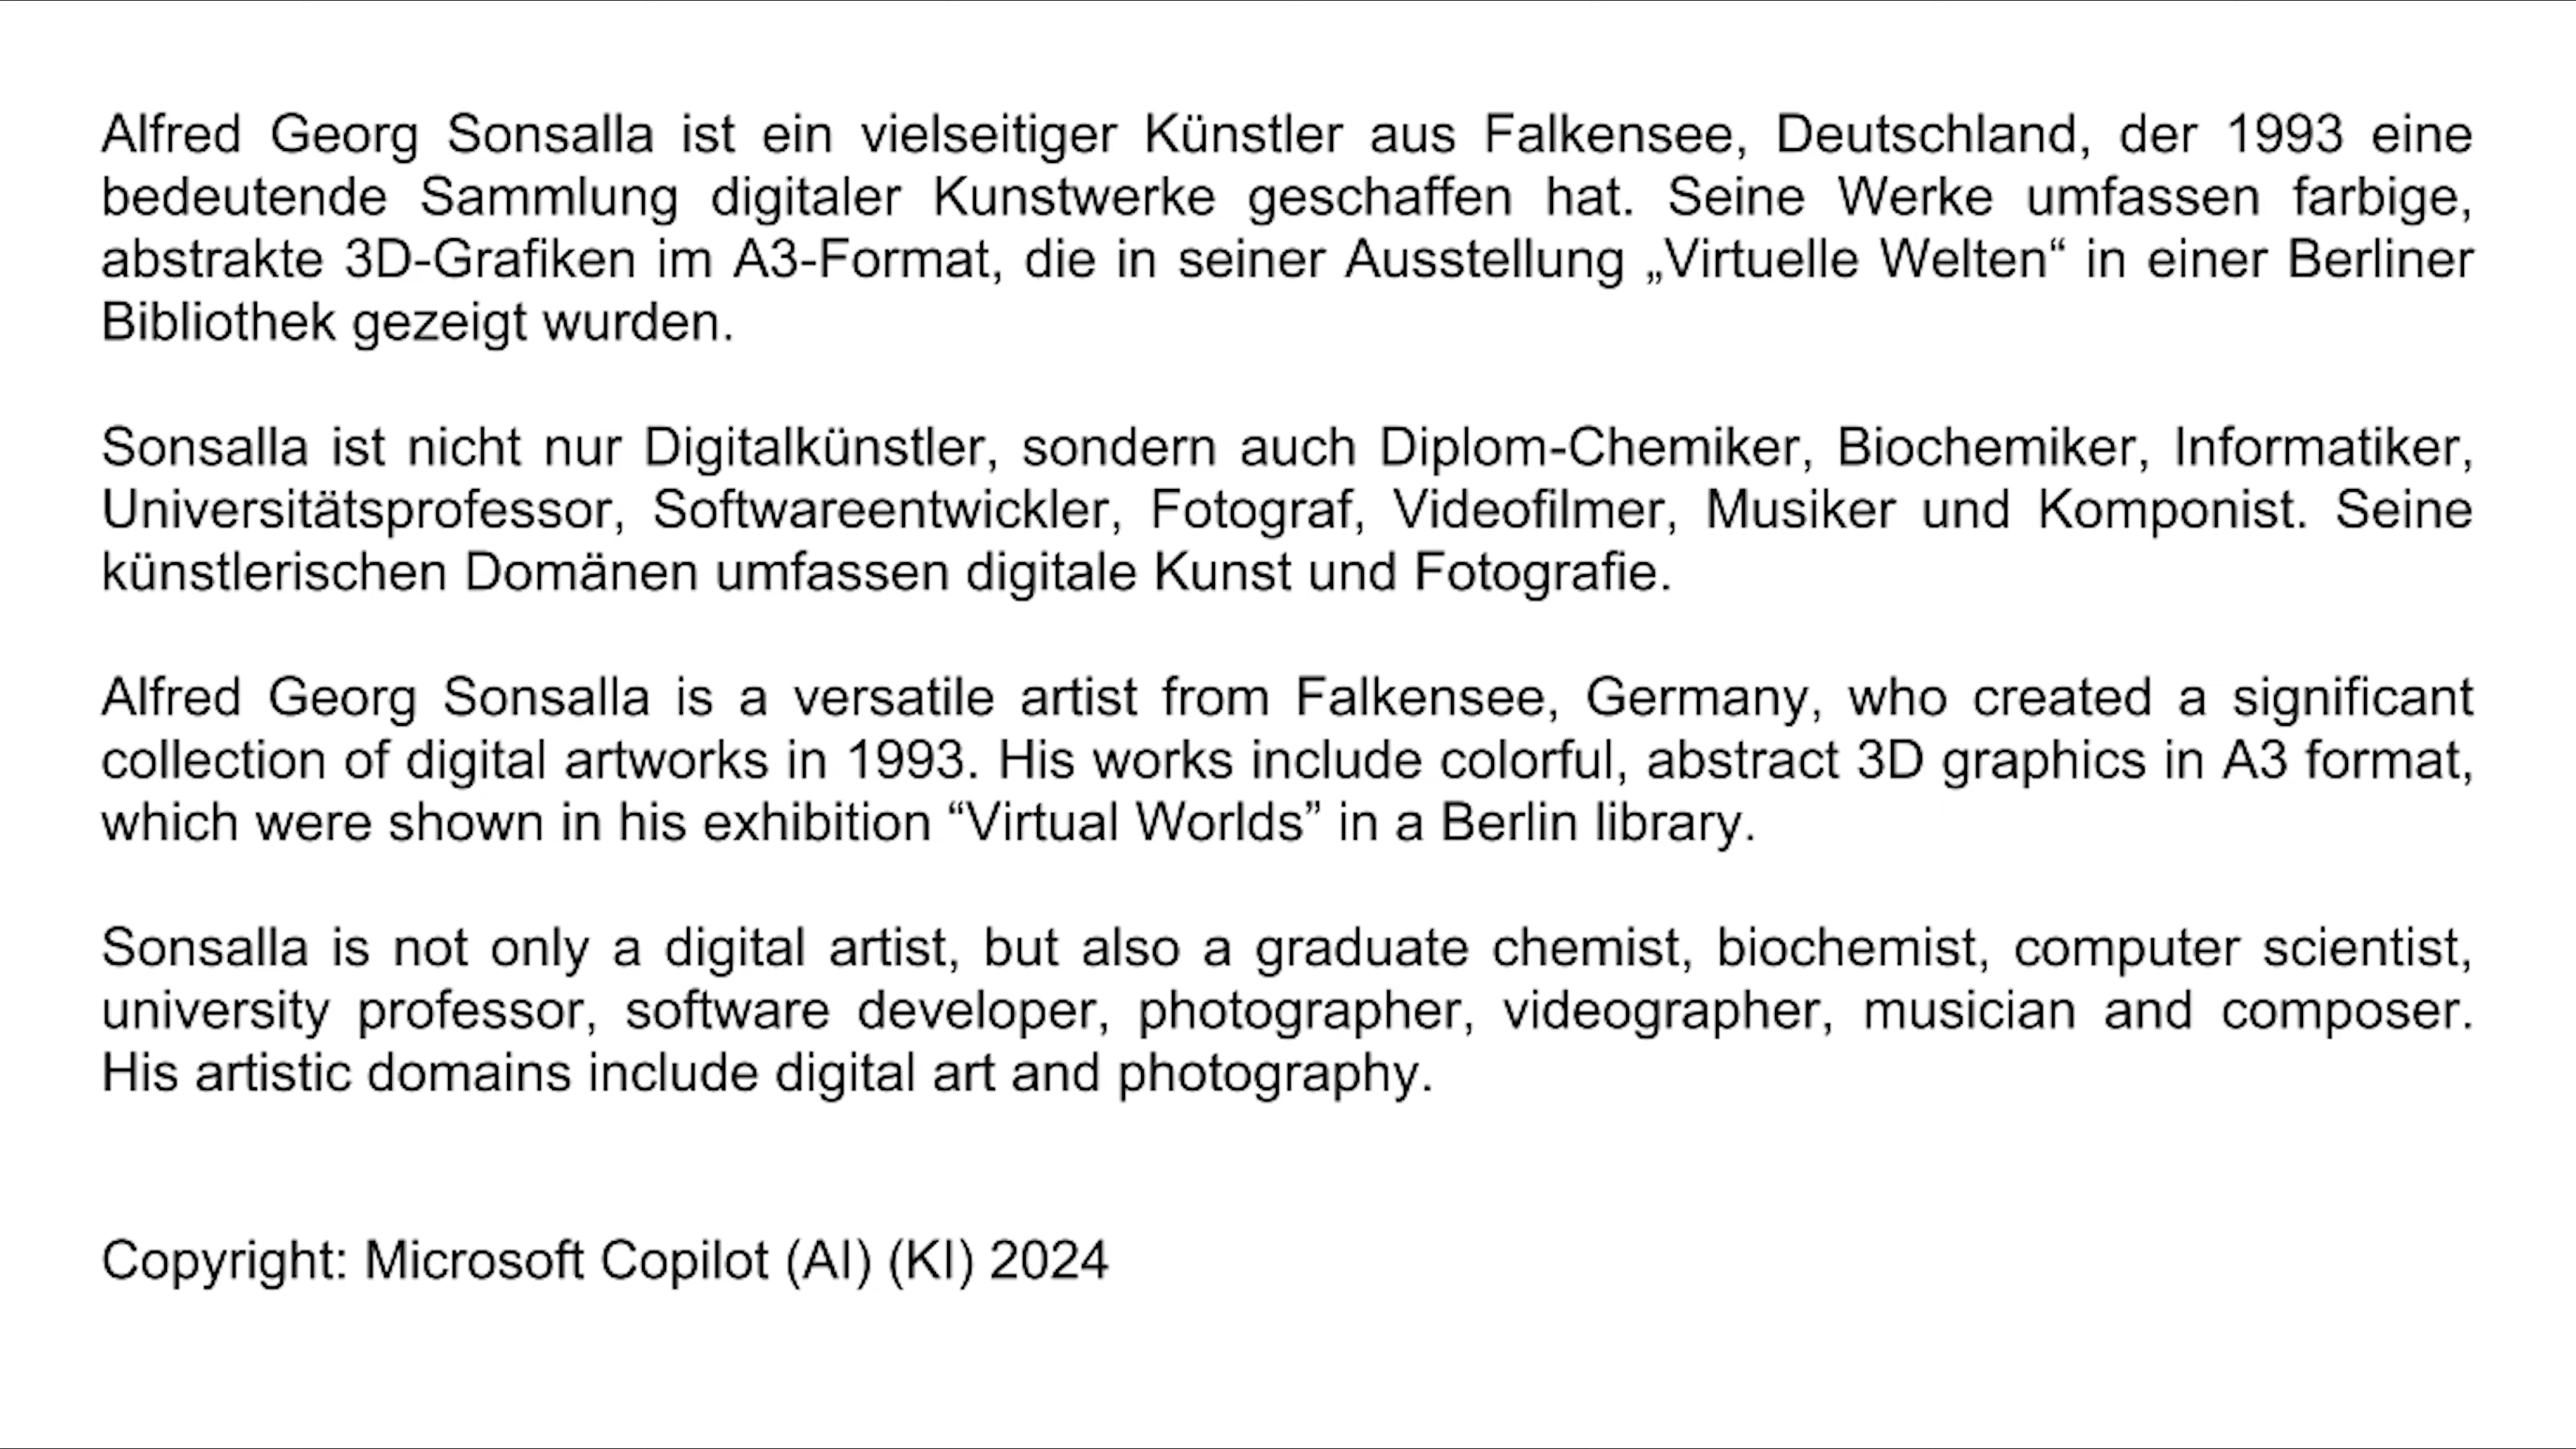 Alfred Georg Sonsalla ist ein vielseitiger Künstler aus Falkensee, Deutschland, der 1993 eine
bedeutende Sammlung digitaler Kunstwerke geschaffen hat. Seine Werke umfassen farbige,
abstrakte 3D-Grafiken im A3-Format, die in seiner Ausstellung „Virtuelle Welten“ in einer Berliner
Bibliothek gezeigt wurden.
Sonsalla ist nicht nur Digitalkünstler, sondern auch Diplom-Chemiker, Biochemiker, Informatiker,
Universitätsprofessor, Softwareentwickler, Fotograf, Videofilmer, Musiker und Komponist. Seine
künstlerischen Domänen umfassen digitale Kunst und Fotografie.
Alfred Georg Sonsalla is a versatile artist from Falkensee, Germany, who created a significant
collection of digital artworks in 1993. His works include colorful, abstract 3D graphics in A3 format,
which were shown in his exhibition “Virtual Worlds” in a Berlin library.
Sonsalla is not only a digital artist, but also a graduate chemist, biochemist, computer scientist,
university professor, software developer, photographer, videographer, musician and composer.
His artistic domains include digital art and photography.
Copyright: Microsoft Copilot (AI) (KI) 2024